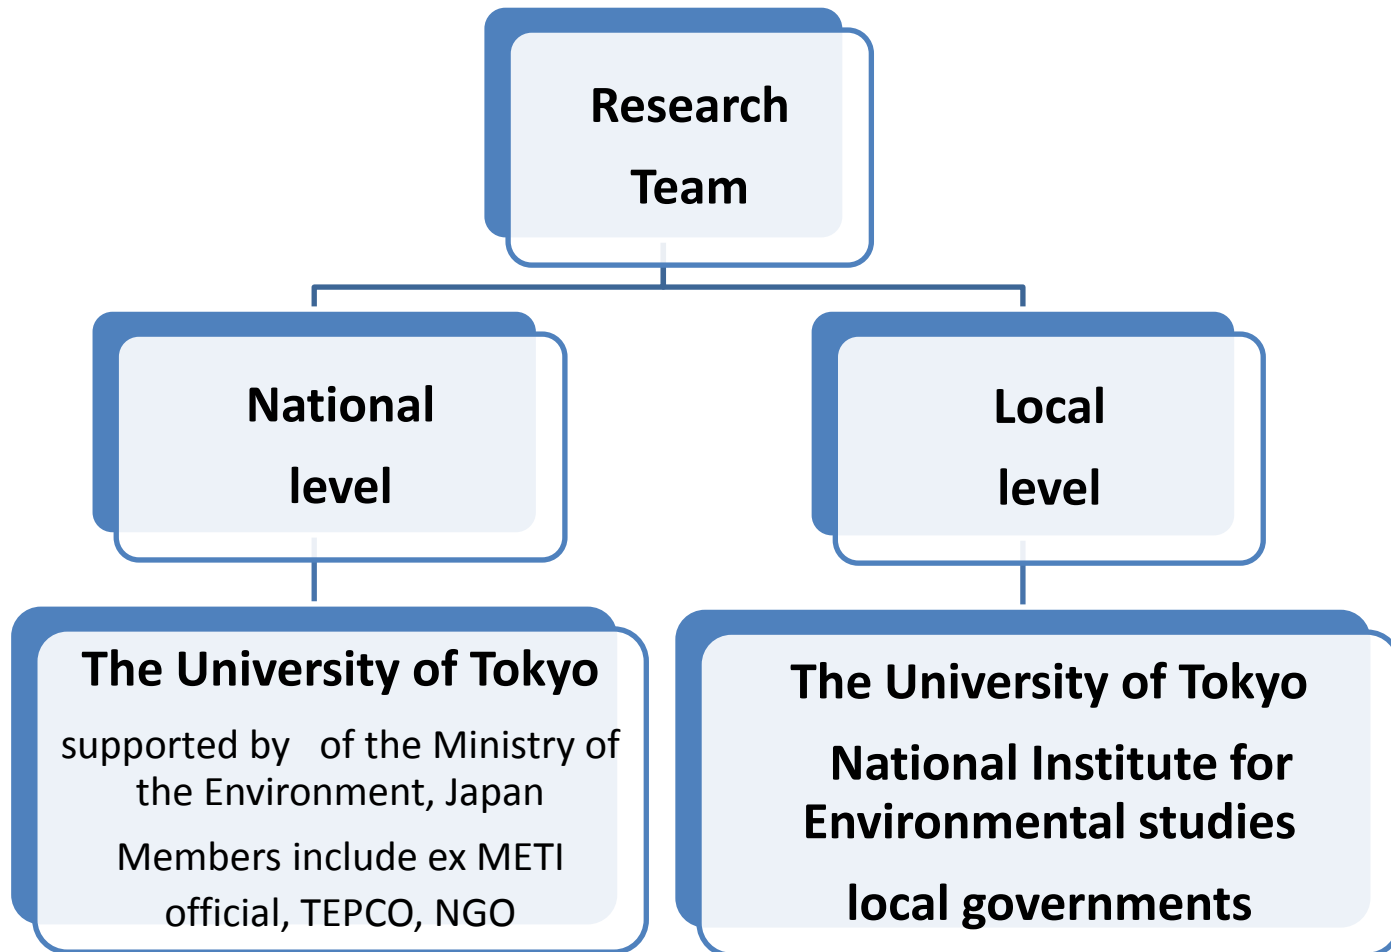 Research
Team
National
level
Local
level
The University of Tokyo
supported by   of the Ministry of
the Environment, Japan
Members include ex METI
official, TEPCO, NGO
The University of Tokyo
National Institute for
Environmental studies
local governments